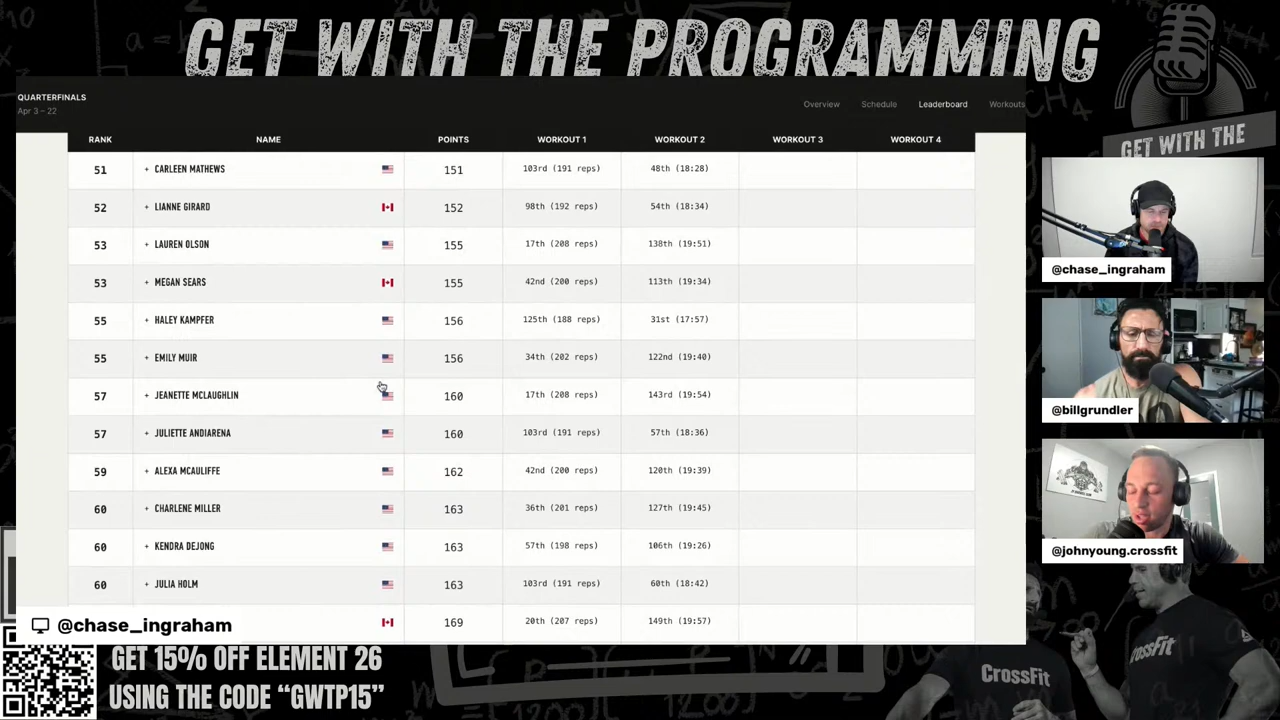 GET WITH THE PROGRAMMING
QUARTERFINALS
Apr 3 – 22
Overview Schedule Leaderboard Workouts
RANK NAME POINTS WORKOUT 1 WORKOUT 2 WORKOUT 3 WORKOUT 4
51 + CARLEEN MATHEWS 151 103rd (191 reps) 48th (18:28)
52 + LIANNE GIRARD 152 98th (192 reps) 54th (18:34)
53 + LAUREN OLSON 155 17th (208 reps) 138th (19:51)
53 + MEGAN SEARS 155 42nd (200 reps) 113th (19:34)
55 + HALEY KAMPFER 156 125th (188 reps) 31st (17:57)
55 + EMILY MUIR 156 34th (202 reps) 122nd (19:40)
57 + JEANETTE MCLAUGHLIN 160 17th (208 reps) 143rd (19:54)
57 + JULIETTE ANDIARENA 160 103rd (191 reps) 57th (18:36)
59 + ALEXA MCAULIFFE 162 42nd (200 reps) 120th (19:39)
60 + CHARLENE MILLER 163 36th (201 reps) 127th (19:45)
60 + KENDRA DEJONG 163 57th (198 reps) 106th (19:26)
60 + JULIA HOLM 163 103rd (191 reps) 60th (18:42)
169 20th (207 reps) 149th (19:57)
@chase_ingraham
GET 15% OFF ELEMENT 26
USING THE CODE “GWTP15”
GET WITH THE
@chase_ingraham
@billgrundler
@johnyoung.crossfit
CrossFit
CrossFit